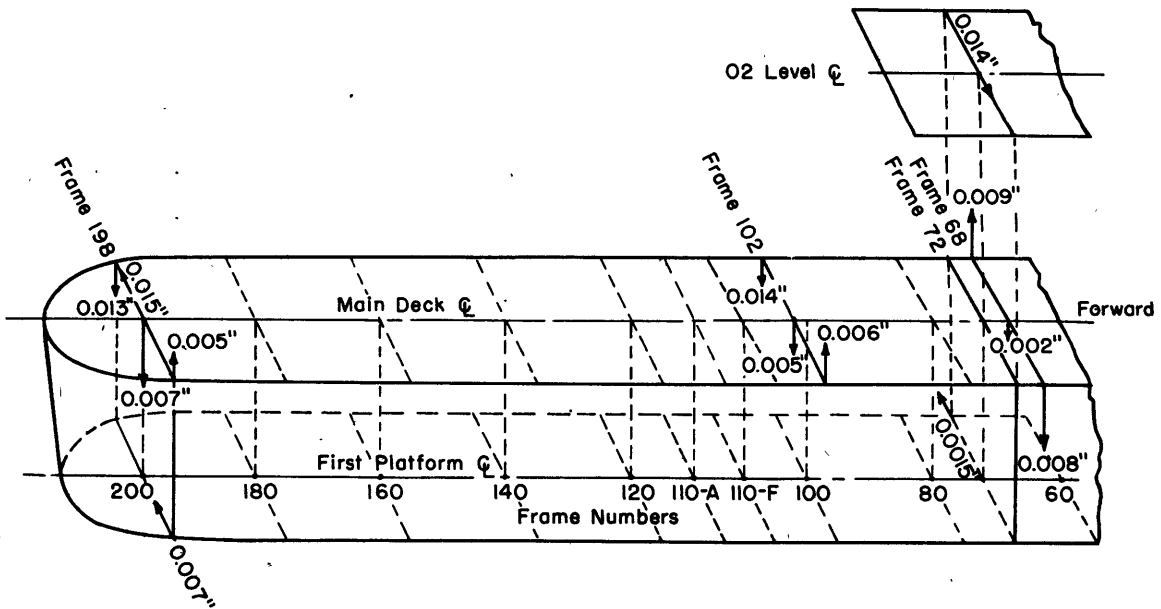 0.014"
02 Level ℄
Frame 198
Frame 102
Frame 68
Frame 72
0.009"
0.015"
0.013"
Main Deck ℄
0.014"
Forward
0.005"
0.006"
0.005"
0.002"
0.007"
0.0015"
First Platform ℄
0.008"
200 180 160 140 120 110-A 110-F 100 80 60
Frame Numbers
0.007"